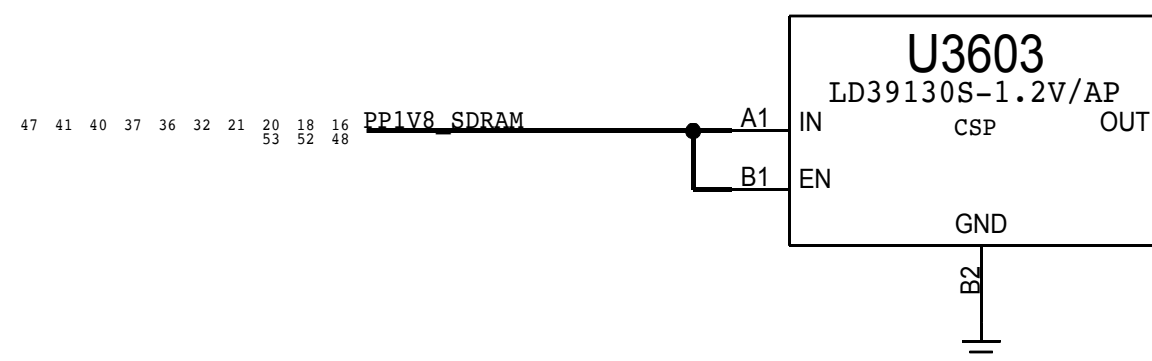 U3603
LD39130S-1.2V/AP
47 41 40 37 36 32 21 20 18 16 PP1V8_SDRAM
53 52 48
A1 IN CSP OUT
B1 EN
GND
B2